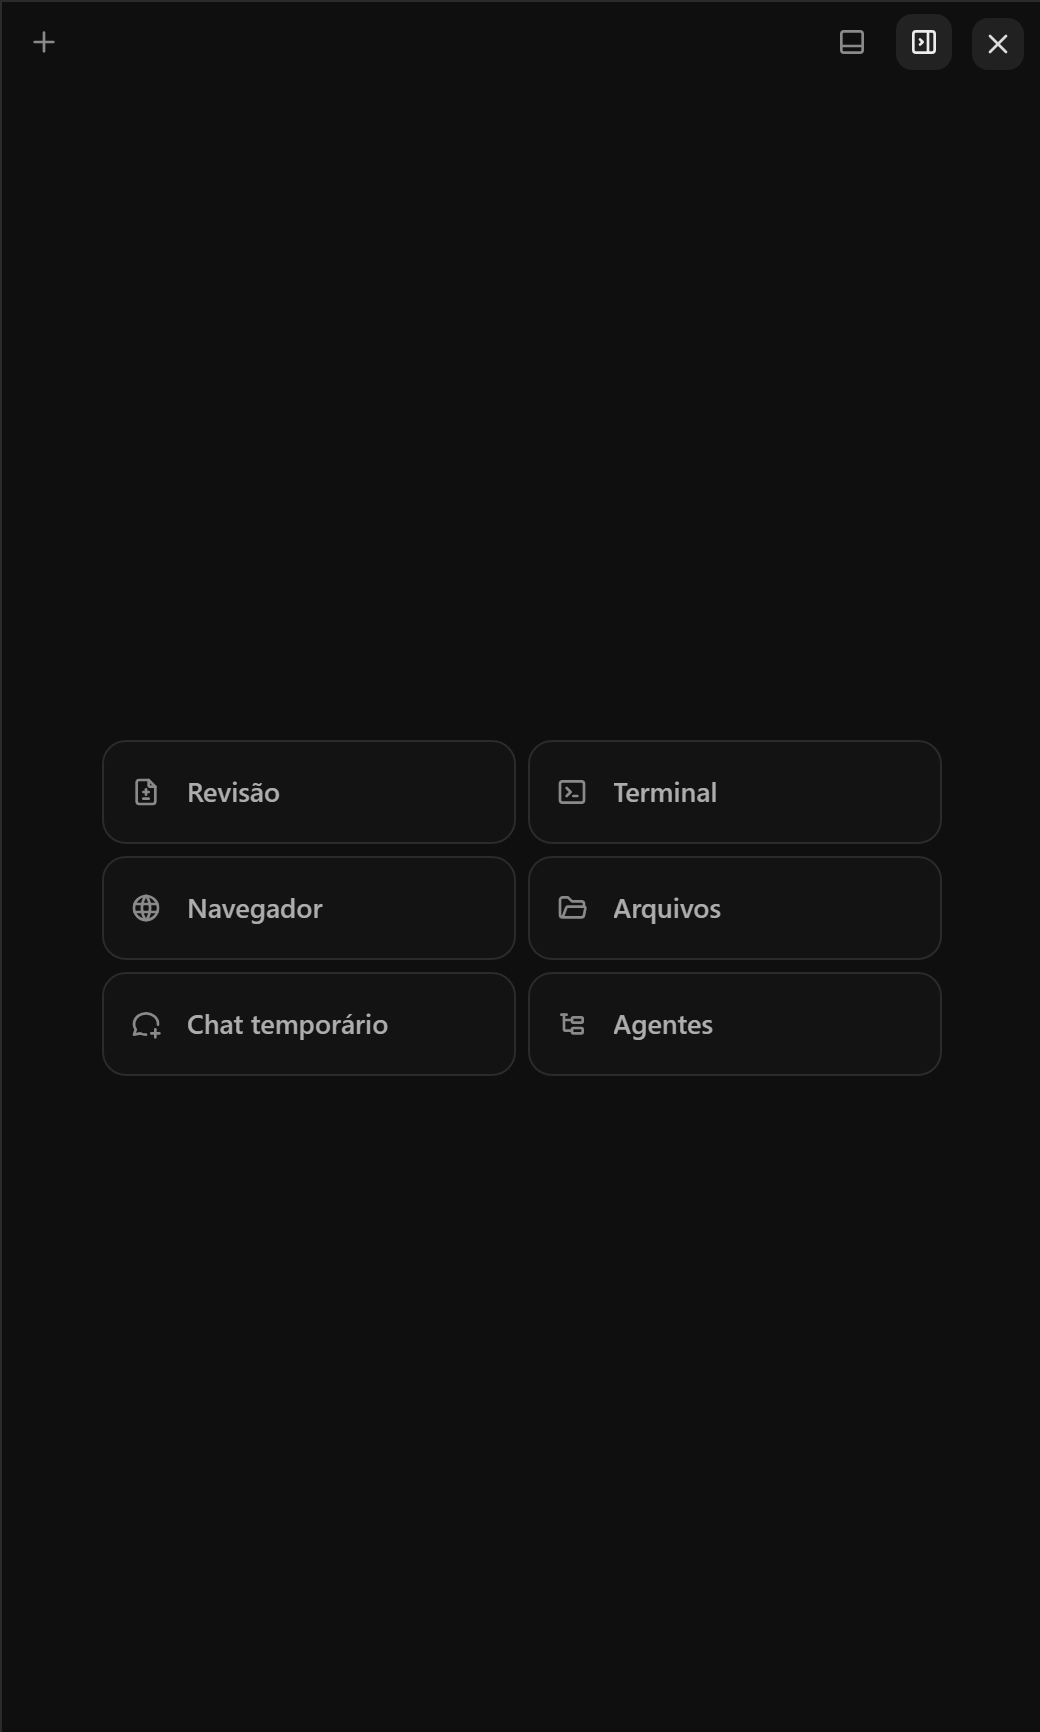 Revisão
Terminal
Navegador
Arquivos
Chat temporário
Agentes